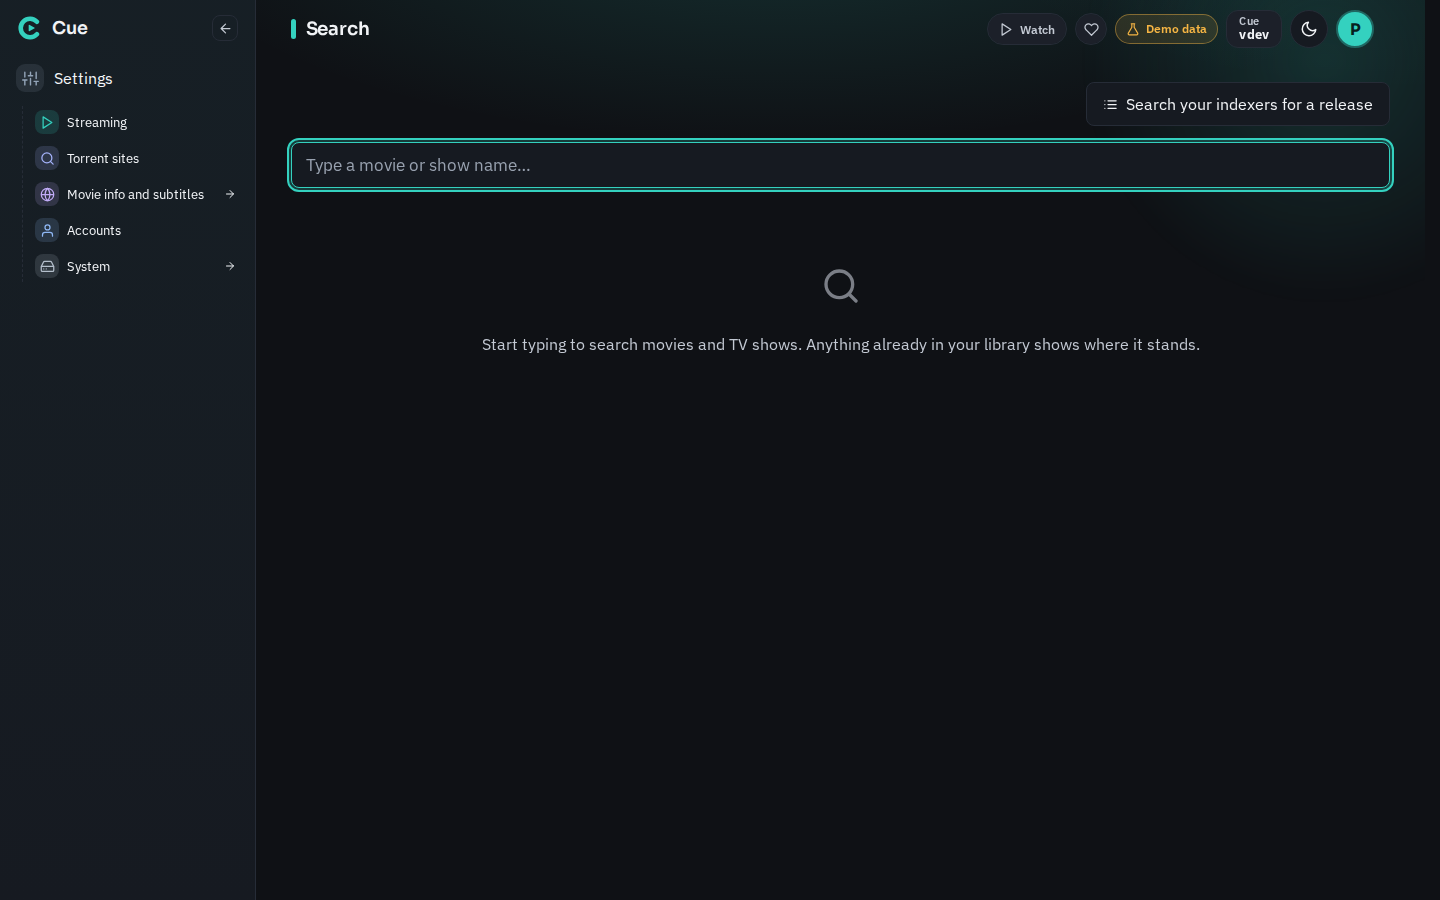 Cue
Search
Watch
Demo data
Cue
vdev
P
Settings
Streaming
Torrent sites
Movie info and subtitles
Accounts
System
Search your indexers for a release
Type a movie or show name...
Start typing to search movies and TV shows. Anything already in your library shows where it stands.